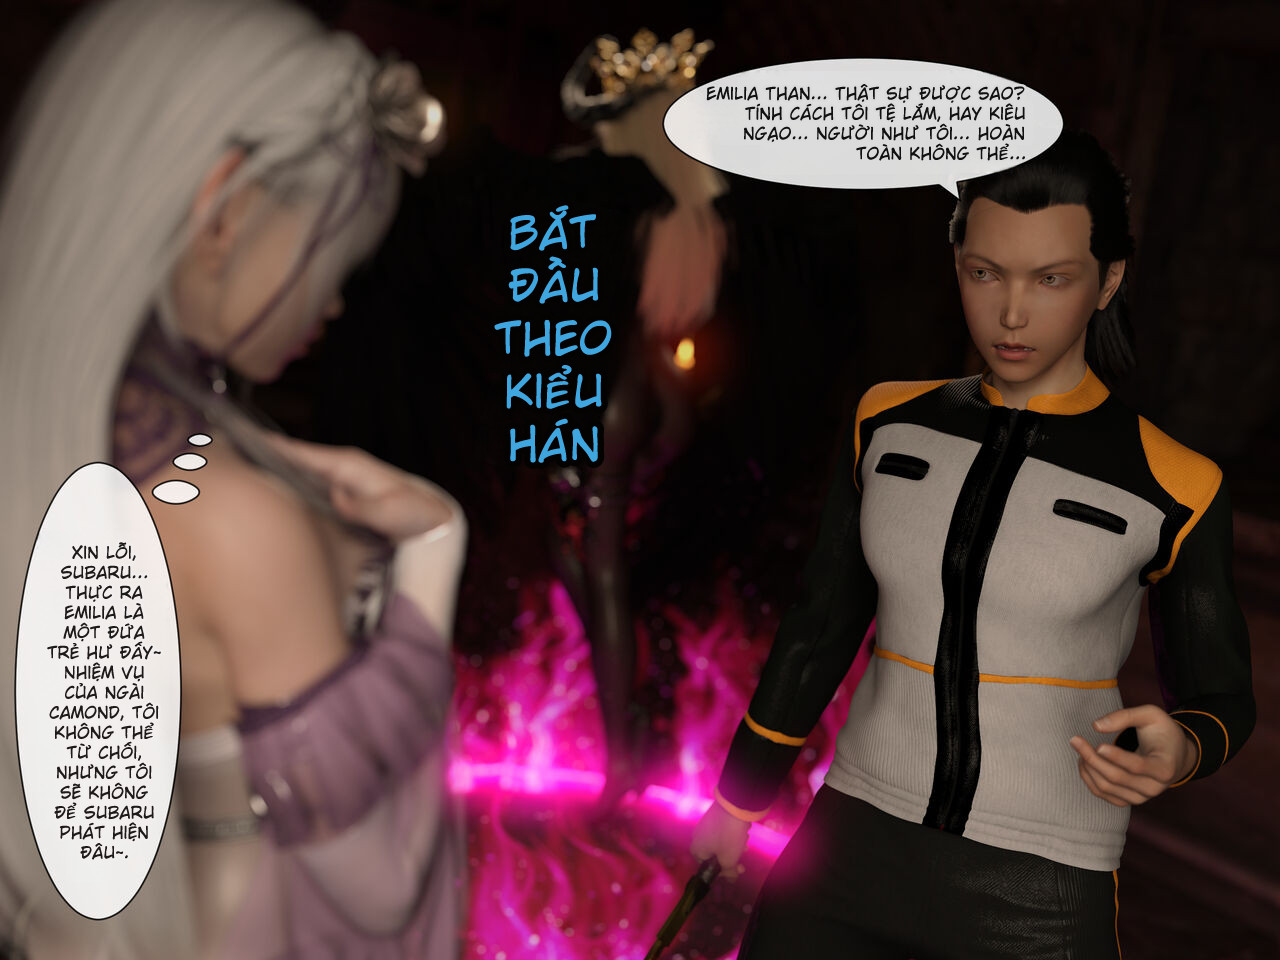 EMILIA THAN... THẬT SỰ ĐƯỢC SAO?
TÍNH CÁCH TÔI TỆ LẮM, HAY KIÊU
NGẠO... NGƯỜI NHƯ TÔI... HOÀN
TOÀN KHÔNG THỂ...
BẮT
ĐẦU
THEO
KIỂU
HÁN
XIN LỖI,
SUBARU...
THỰC RA
EMILIA LÀ
MỘT ĐỨA
TRẺ HƯ ĐẤY~
NHIỆM VỤ
CỦA NGÀI
CAMOND, TÔI
KHÔNG THỂ
TỪ CHỐI,
NHƯNG TÔI
SẼ KHÔNG
ĐỂ SUBARU
PHÁT HIỆN
ĐÂU~.